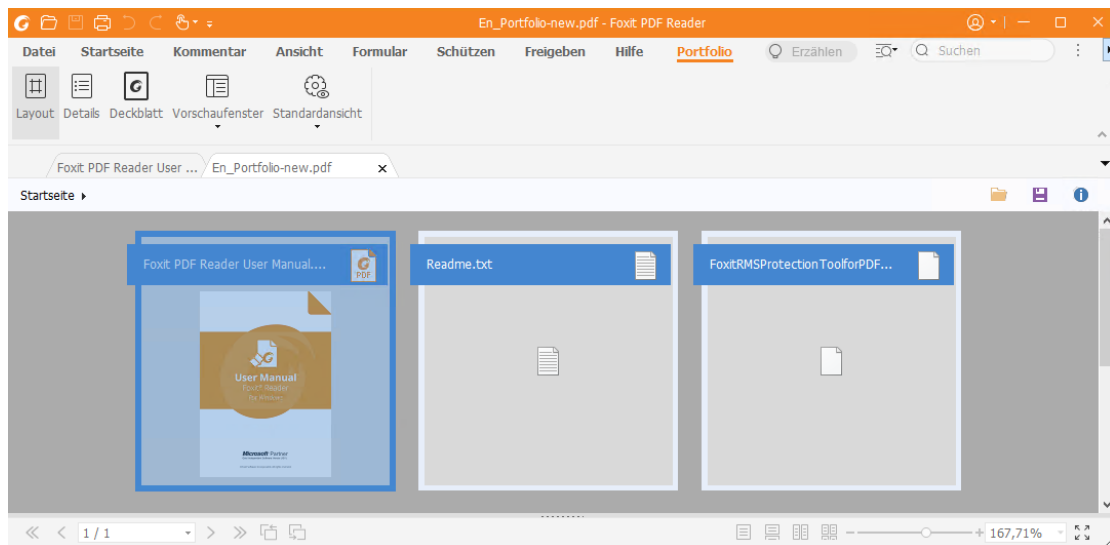 En_Portfolio-new.pdf - Foxit PDF Reader
Datei Startseite Kommentar Ansicht Formular Schützen Freigeben Hilfe Portfolio Erzählen Suchen
Layout Details Deckblatt Vorschaufenster Standardansicht
Foxit PDF Reader User ... En_Portfolio-new.pdf
Startseite
Foxit PDF Reader User Manual.... PDF Readme.txt FoxitRMSProtectionToolforPDF...
User Manual
Foxit® Reader
for Windows
Microsoft Partner
1 / 1 167,71%